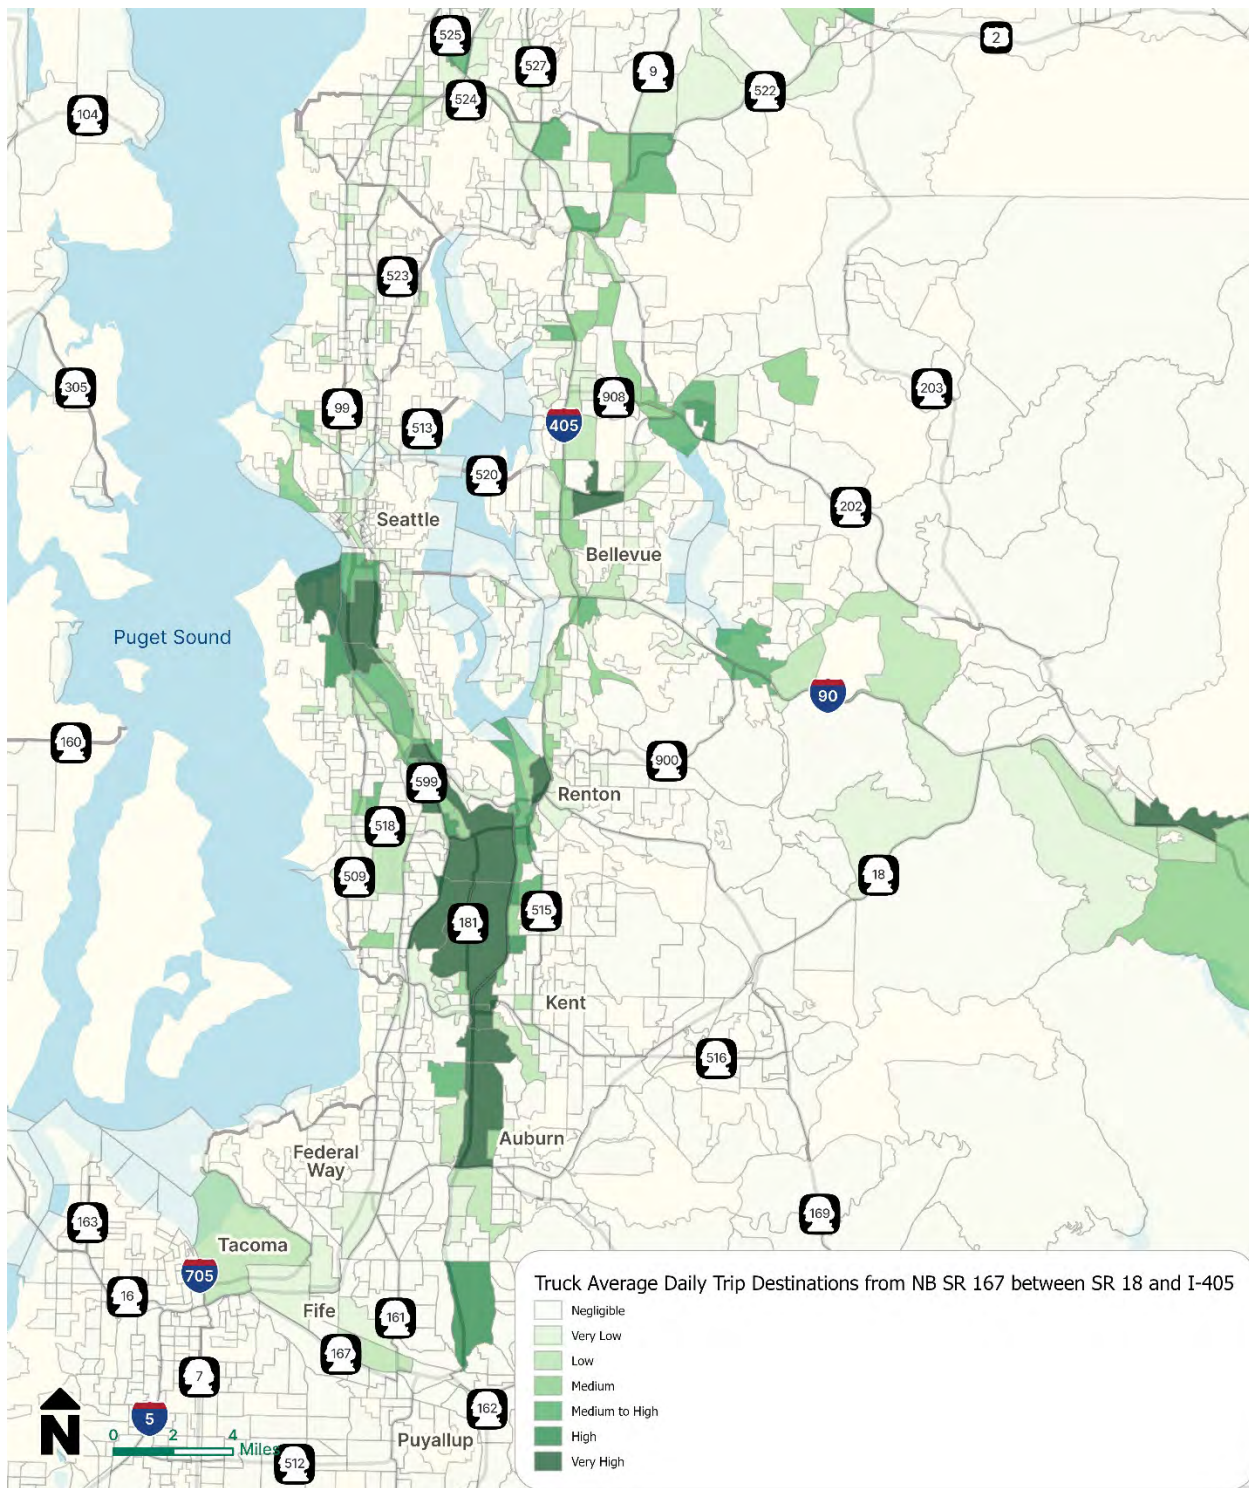 525
527
9
2
522
524
104
523
305
99
908
203
513
405
520
202
Seattle
Bellevue
Puget Sound
90
160
900
599
Renton
518
509
18
181
515
Kent
516
Auburn
Federal
Way
163
169
Tacoma
705
16
Fife
161
167
7
162
5
N
0 2 4
Miles
Puyallup
512
Truck Average Daily Trip Destinations from NB SR 167 between SR 18 and I-405
Negligible
Very Low
Low
Medium
Medium to High
High
Very High